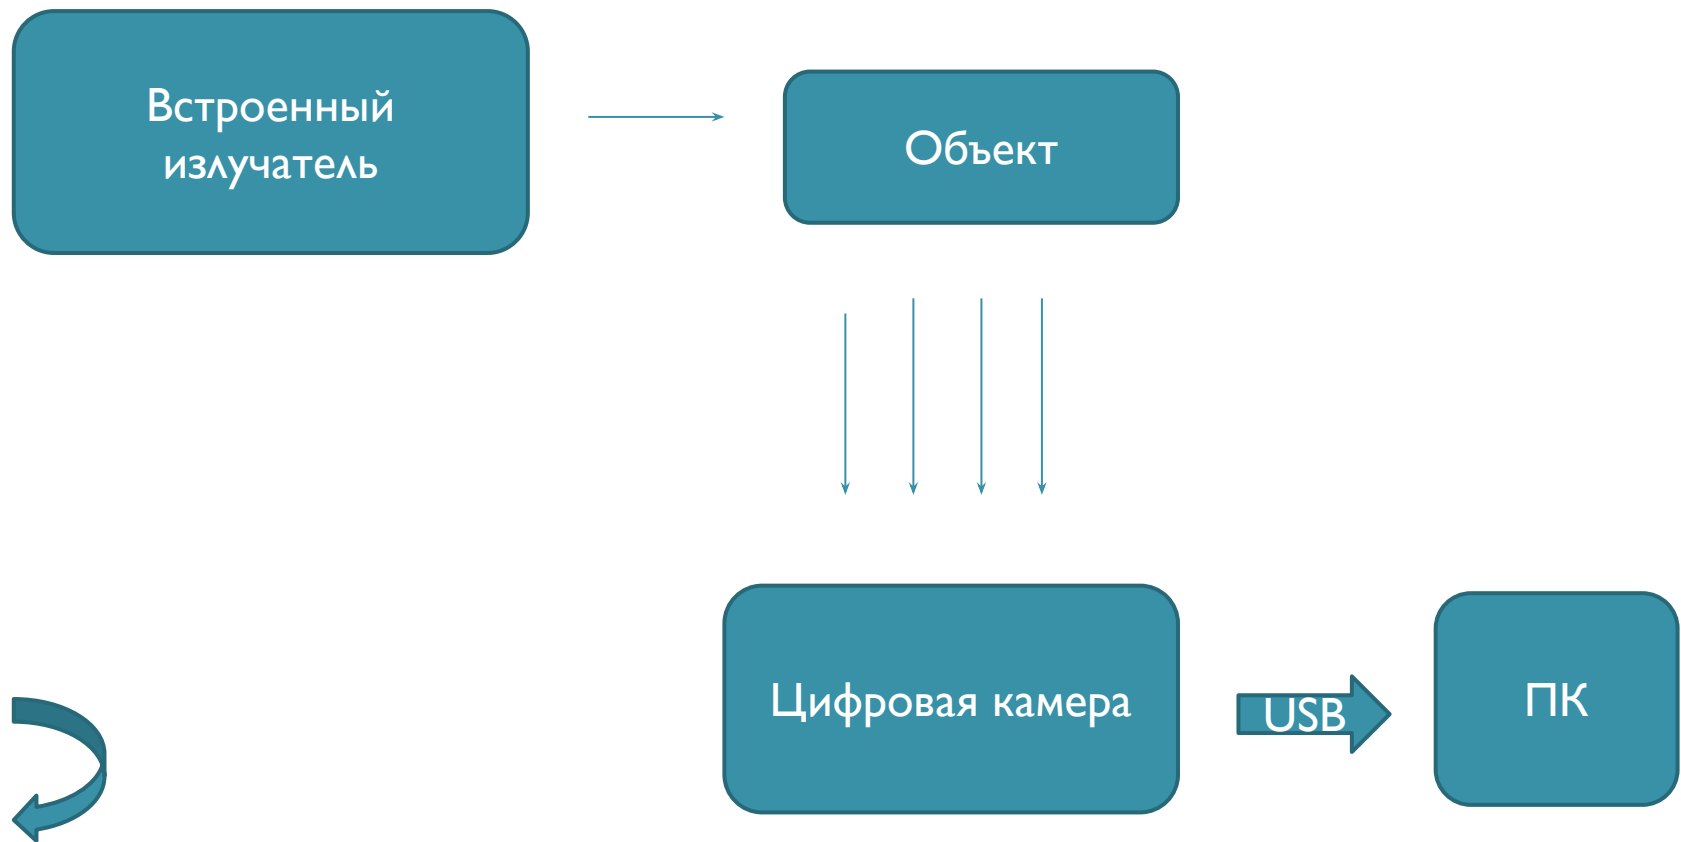 Встроенный
излучатель
Объект
Цифровая камера
USB
ПК